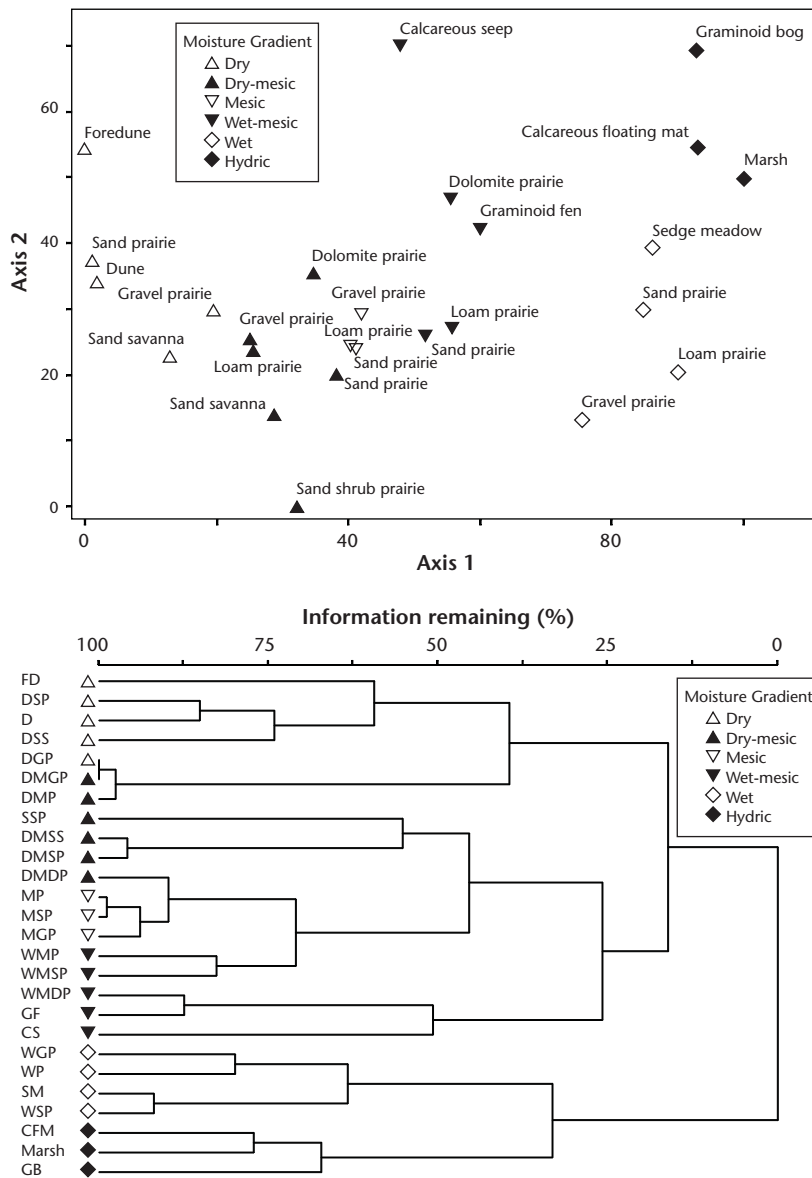 Axis 2
60
40
20
0
0
40
80
Axis 1
Moisture Gradient
Dry
Dry-mesic
Mesic
Wet-mesic
Wet
Hydric
Calcareous seep
Graminoid bog
Foredune
Calcareous floating mat
Marsh
Dolomite prairie
Graminoid fen
Sedge meadow
Sand prairie
Dune
Dolomite prairie
Gravel prairie
Gravel prairie
Sand prairie
Sand savanna
Gravel prairie
Loam prairie
Loam prairie
Loam prairie
Sand prairie
Sand prairie
Loam prairie
Sand prairie
Sand savanna
Gravel prairie
Sand shrub prairie
Information remaining (%)
100
75
50
25
0
FD
DSP
D
DSS
DGP
DMGP
DMP
SSP
DMSS
DMSP
DMDP
MP
MSP
MGP
WMP
WMSP
WMDP
GF
CS
WGP
WP
SM
WSP
CFM
Marsh
GB
Moisture Gradient
Dry
Dry-mesic
Mesic
Wet-mesic
Wet
Hydric